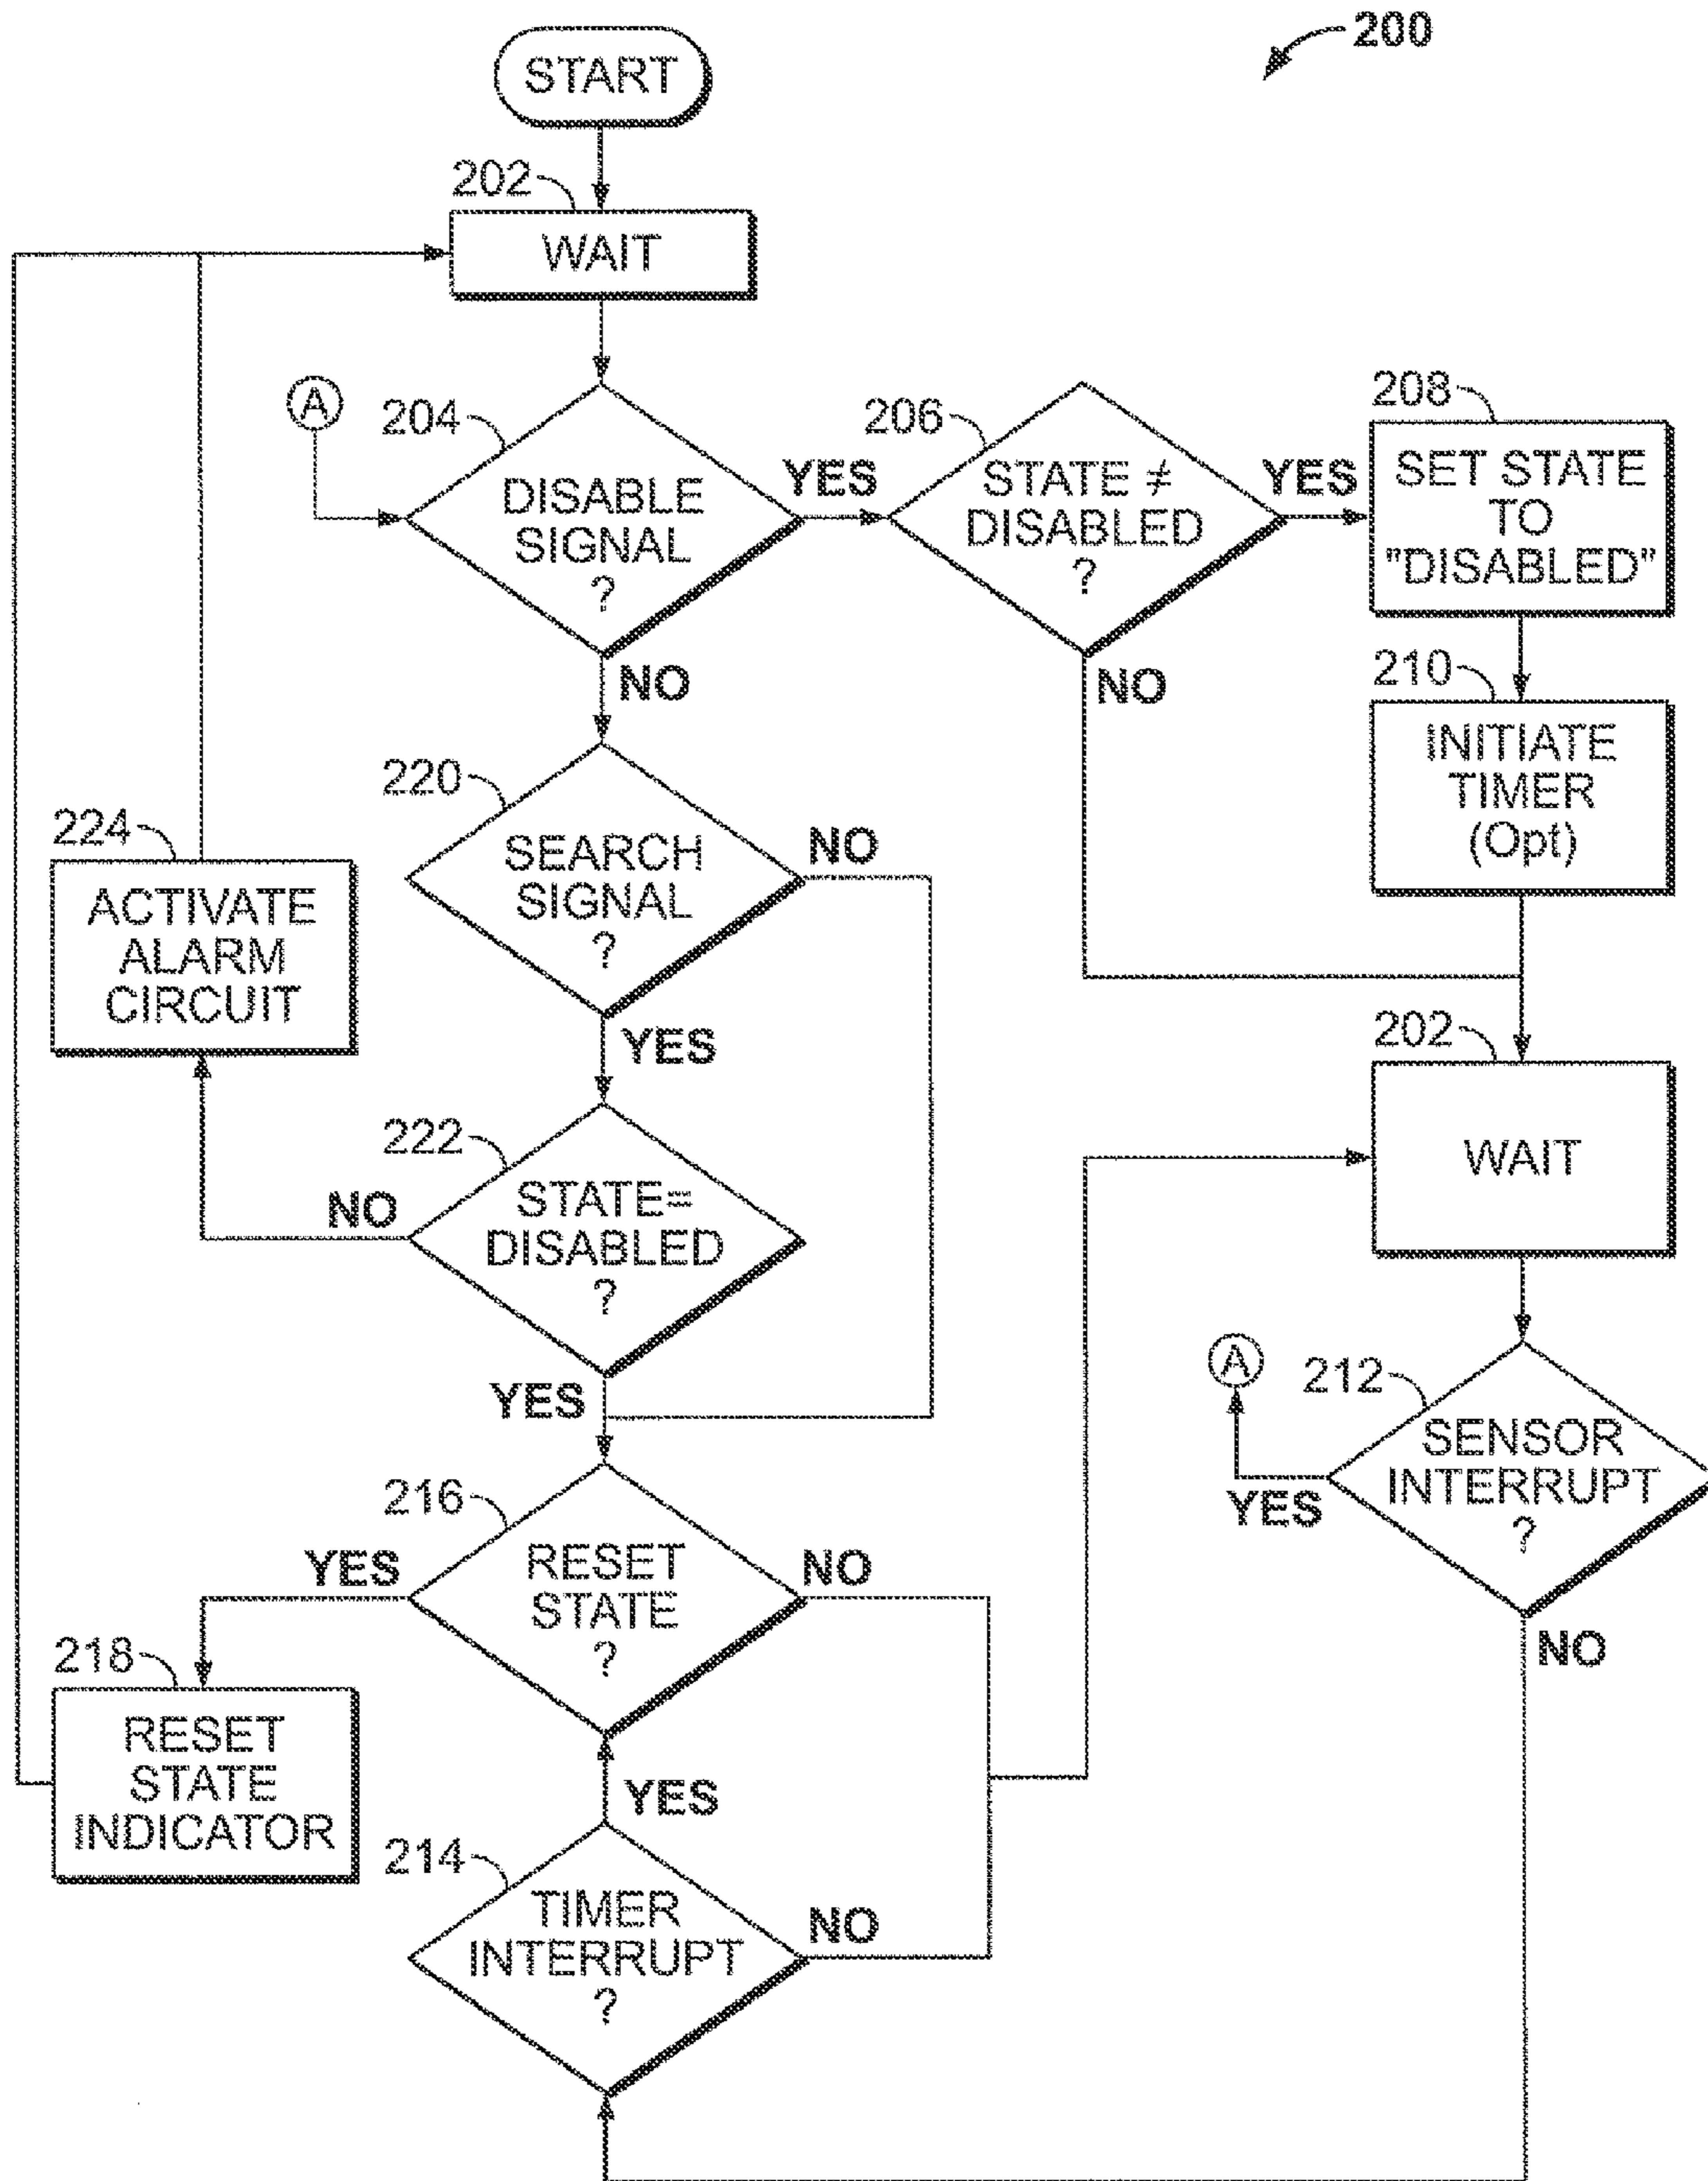 200
START
202
WAIT
A
204
DISABLE
SIGNAL
?
YES
NO
206
STATE ≠
DISABLED
?
YES
NO
208
SET STATE
TO
"DISABLED"
210
INITIATE
TIMER
(Opt)
220
SEARCH
SIGNAL
?
NO
YES
224
ACTIVATE
ALARM
CIRCUIT
222
STATE=
DISABLED
?
NO
YES
202
WAIT
A
212
SENSOR
INTERRUPT
?
YES
NO
216
RESET
STATE
?
YES
NO
218
RESET
STATE
INDICATOR
214
TIMER
INTERRUPT
?
YES
NO